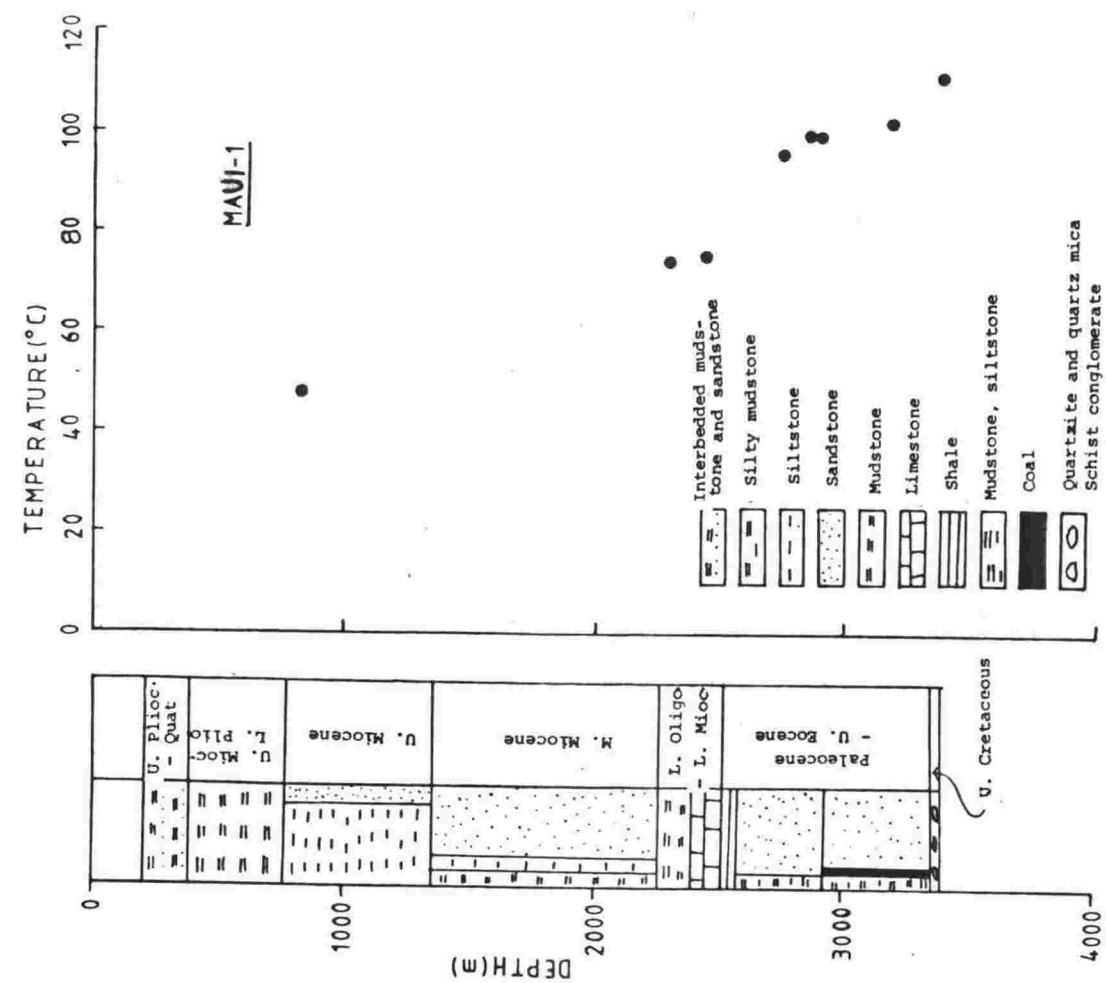 TEMPERATURE(°C)
0
20
40
60
80
100
120
MAUI-1
Interbedded muds-
tone and sandstone
Silty mudstone
Siltstone
Sandstone
Mudstone
Limestone
Shale
Mudstone, siltstone
Coal
Quartzite and quartz mica
Schist conglomerate
U. Plioc.
- Quat
U. Mioc-
L. Plio
U. Miocene
M. Miocene
L. Oligo
- L. Mioc.
Paleocene
- U. Eocene
U. Cretaceous
0
1000
2000
3000
4000
DEPTH(m)